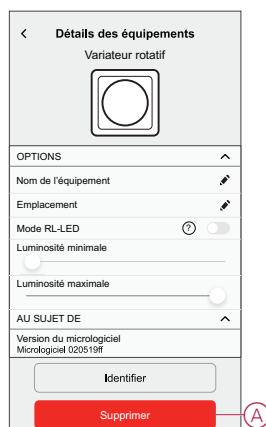 Détails des équipements
Variateur rotatif
OPTIONS
Nom de l'équipement
Emplacement
Mode RL-LED ?
Luminosité minimale
Luminosité maximale
AU SUJET DE
Version du micrologiciel
Micrologiciel 020519ff
Identifier
Supprimer A